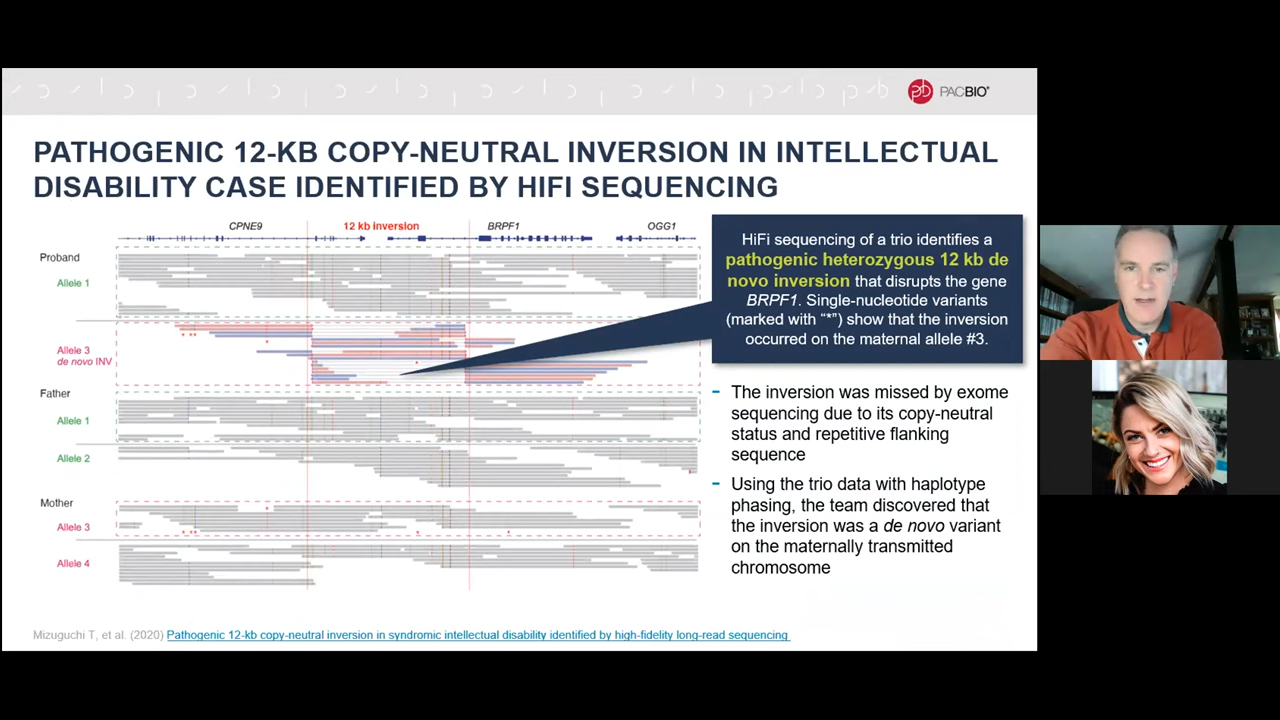 PACBIO®
PATHOGENIC 12-KB COPY-NEUTRAL INVERSION IN INTELLECTUAL
DISABILITY CASE IDENTIFIED BY HIFI SEQUENCING
CPNE9
12 kb inversion
BRPF1
OGG1
Proband
Allele 1
Allele 3
de novo INV
Father
Allele 1
Allele 2
Mother
Allele 3
Allele 4
HiFi sequencing of a trio identifies a
pathogenic heterozygous 12 kb de
novo inversion that disrupts the gene
BRPF1. Single-nucleotide variants
(marked with “*”) show that the inversion
occurred on the maternal allele #3.
- The inversion was missed by exome
sequencing due to its copy-neutral
status and repetitive flanking
sequence
- Using the trio data with haplotype
phasing, the team discovered that
the inversion was a de novo variant
on the maternally transmitted
chromosome
Mizuguchi T, et al. (2020) Pathogenic 12-kb copy-neutral inversion in syndromic intellectual disability identified by high-fidelity long-read sequencing